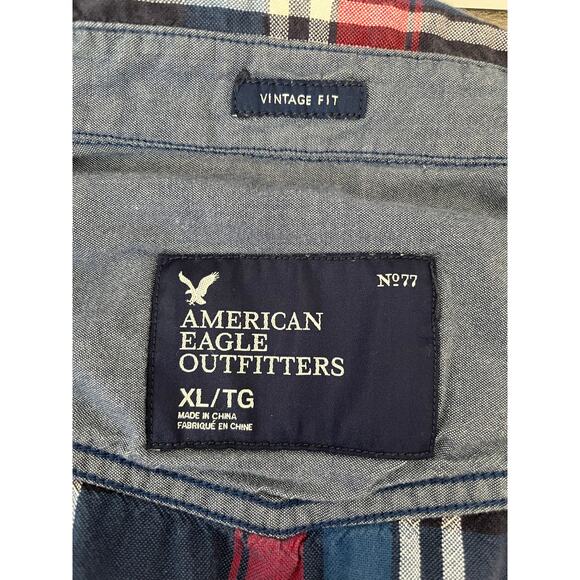 VINTAGE FIT
Nº77
AMERICAN
EAGLE
OUTFITTERS
XL/TG
MADE IN CHINA
FABRIQUÉ EN CHINE